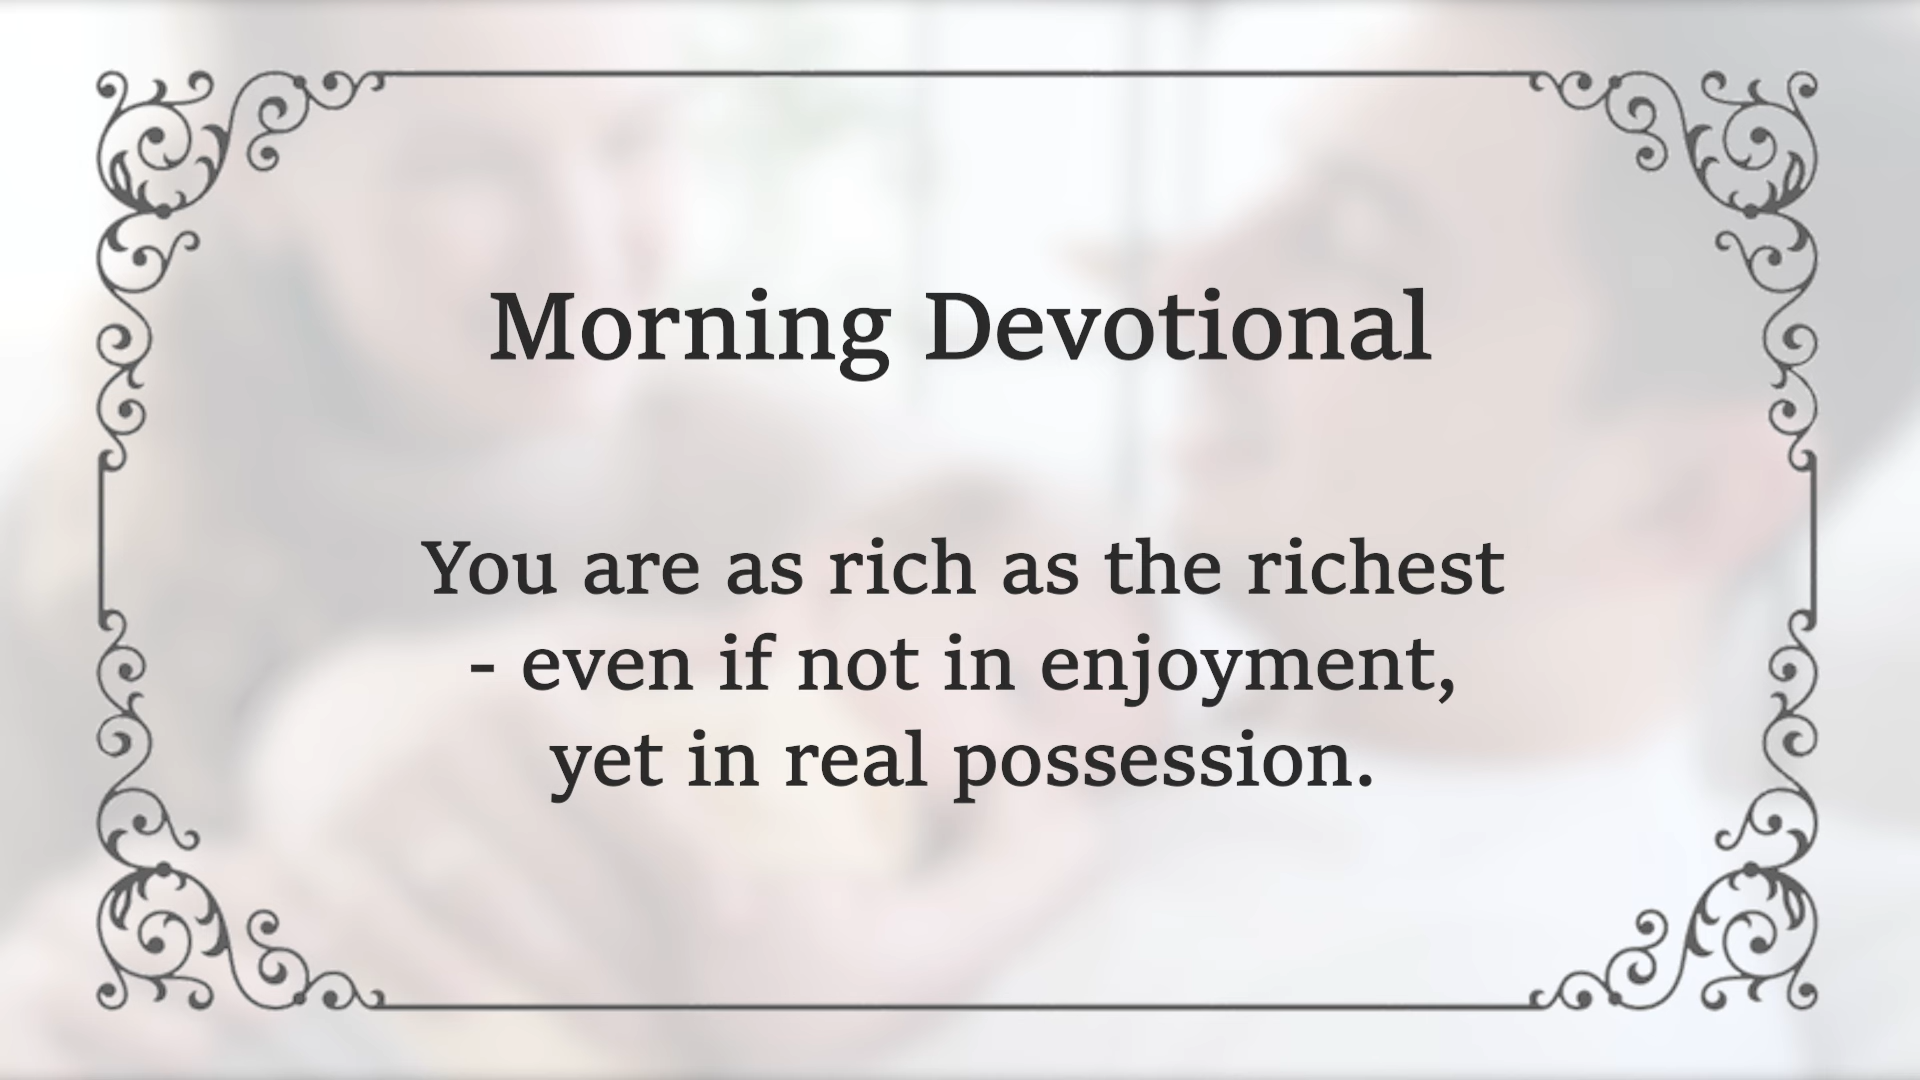 Morning Devotional
You are as rich as the richest
- even if not in enjoyment,
yet in real possession.